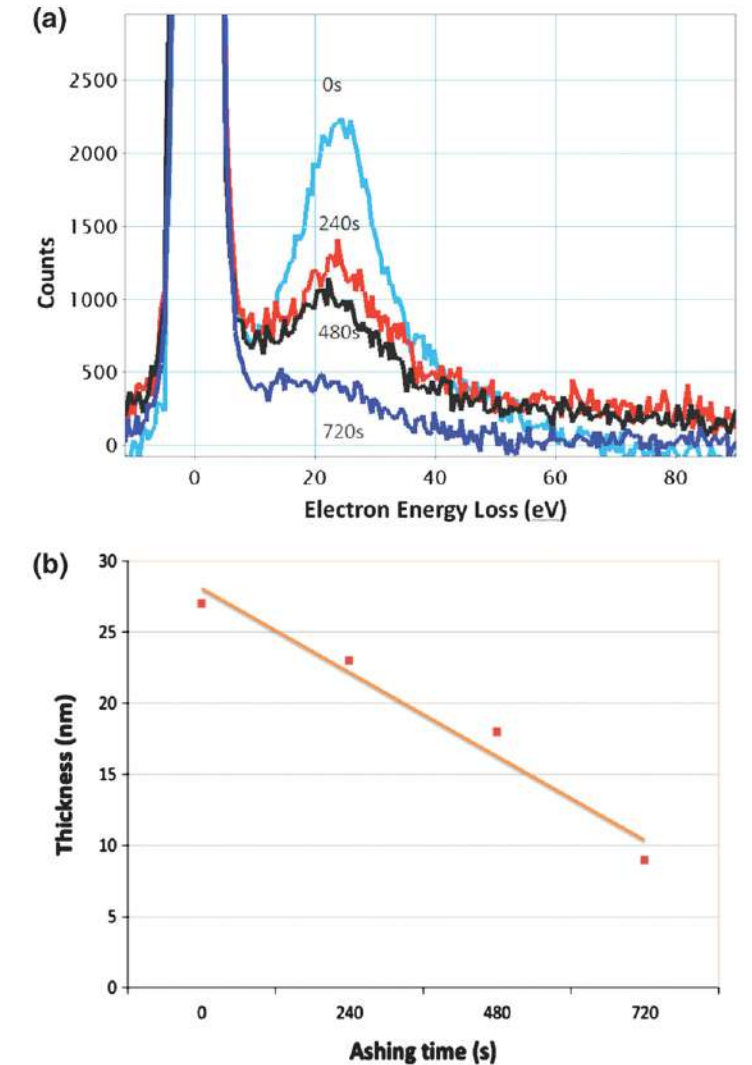 (a)
2500
2000
1500
1000
500
0
Counts
0s
240s
480s
720s
0 20 40 60 80
Electron Energy Loss (eV)
(b)
30
25
20
15
10
5
0
Thickness (nm)
0 240 480 720
Ashing time (s)